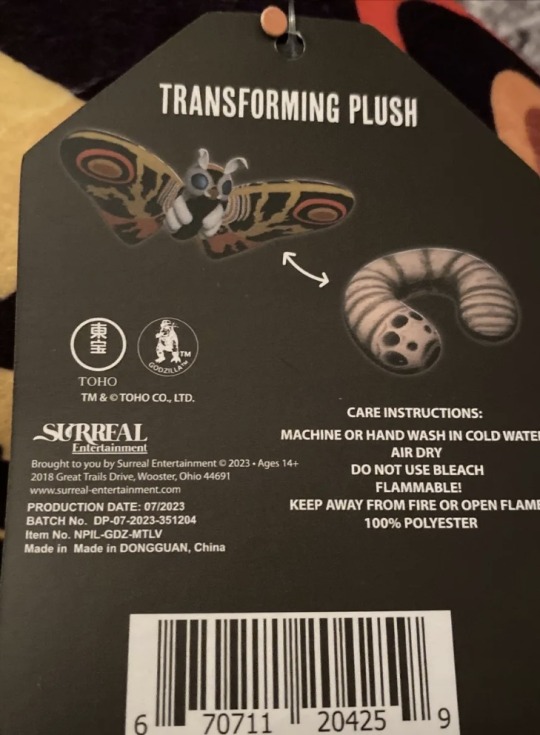 TRANSFORMING PLUSH
東宝
TOHO
GODZILLA™
TM & © TOHO CO., LTD.
SURREAL
Entertainment
Brought to you by Surreal Entertainment © 2023 • Ages 14+
2018 Great Trails Drive, Wooster, Ohio 44691
www.surreal-entertainment.com
PRODUCTION DATE: 07/2023
BATCH No. DP-07-2023-351204
Item No. NPIL-GDZ-MTLV
Made in Made in DONGGUAN, China
CARE INSTRUCTIONS:
MACHINE OR HAND WASH IN COLD WATE
AIR DRY
DO NOT USE BLEACH
FLAMMABLE!
KEEP AWAY FROM FIRE OR OPEN FLAME
100% POLYESTER
6 70711 20425 9